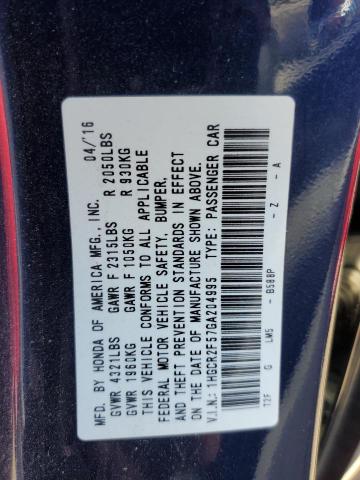 MFD. BY HONDA OF AMERICA MFG., INC. 04/16
GVWR 4321LBS GAWR F 2315LBS R 2050LBS
GVWR 1960KG GAWR F 1050KG R 930KG
THIS VEHICLE CONFORMS TO ALL APPLICABLE
FEDERAL MOTOR VEHICLE SAFETY, BUMPER,
AND THEFT PREVENTION STANDARDS IN EFFECT
ON THE DATE OF MANUFACTURE SHOWN ABOVE.
V.I.N.: 1HGCR2F57GA204995 TYPE: PASSENGER CAR
T2F G LM5 - B588P - Z - A